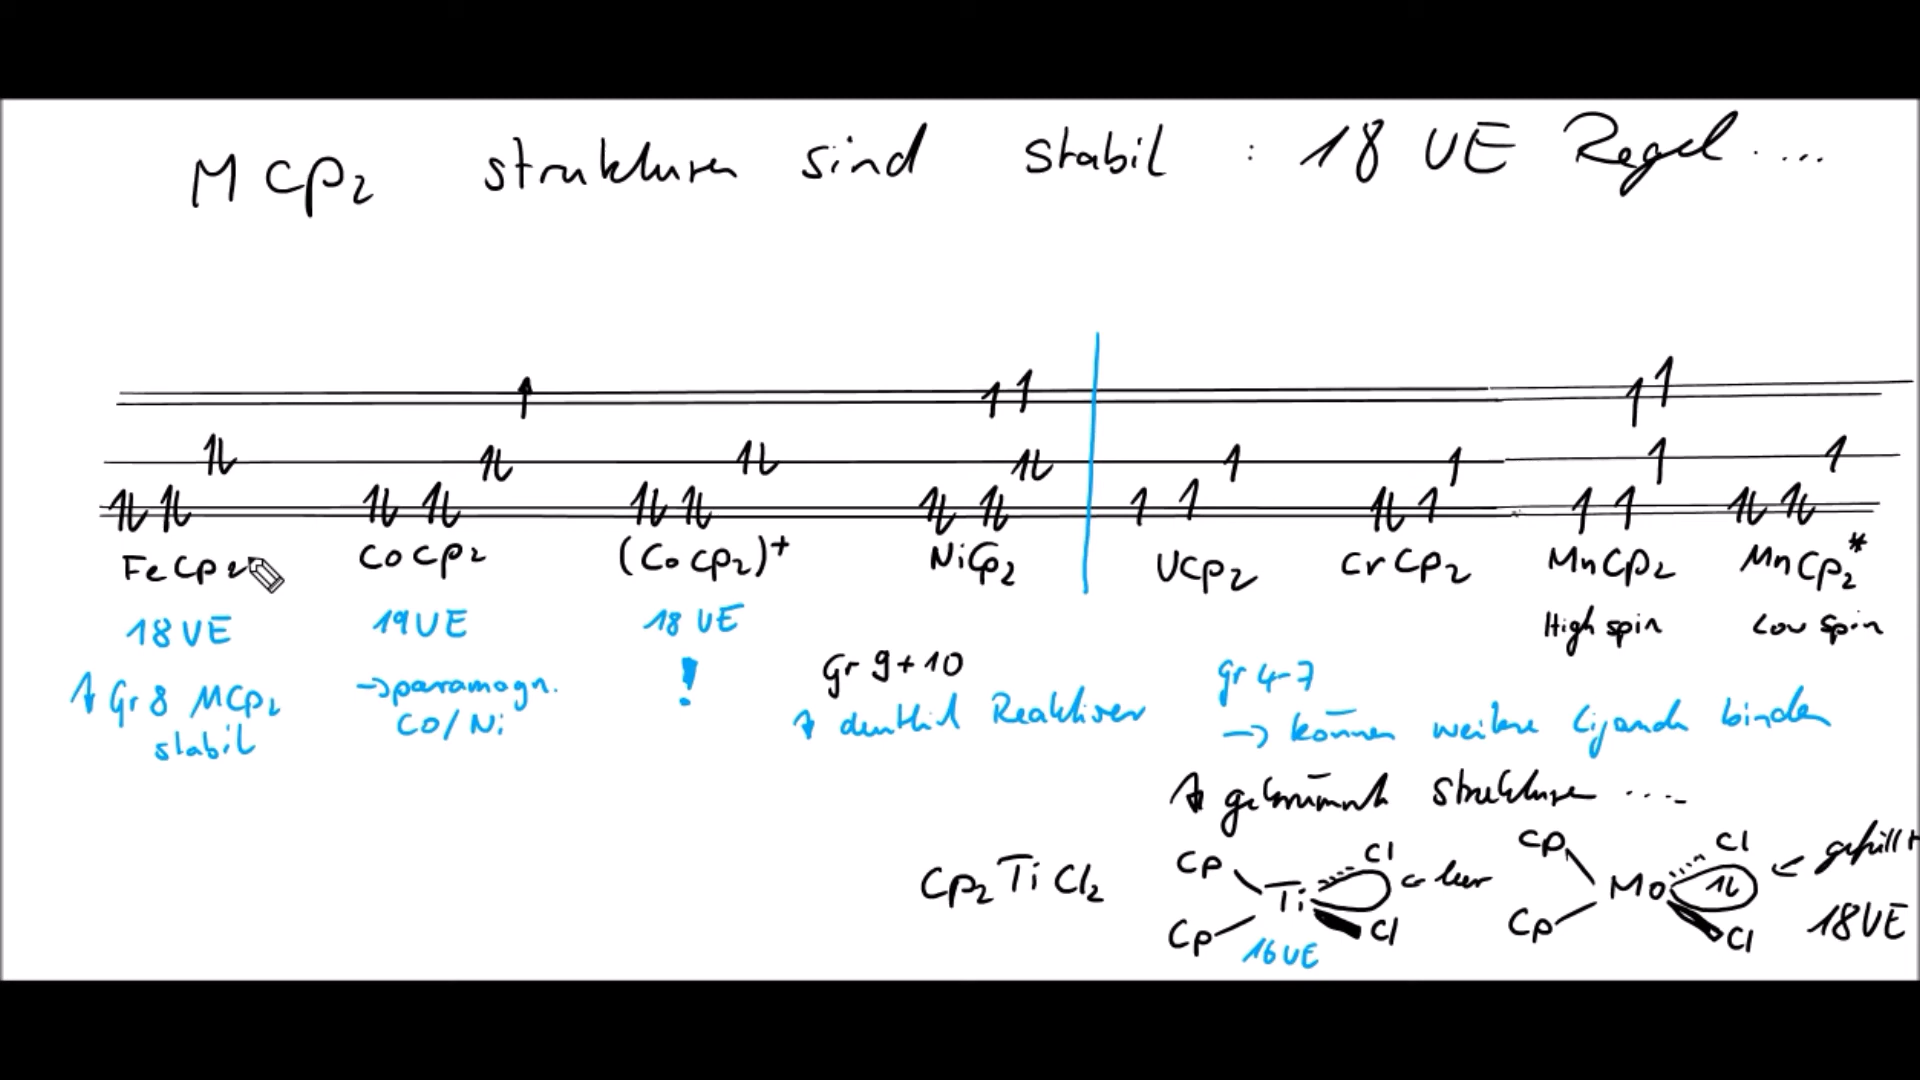 MCp2 strukturen sind stabil : 18 VE Regel....
FeCp2 CoCp2 (CoCp2)+ NiCp2 VCp2 CrCp2 MnCp2 MnCp2*
High spin Low spin
18 VE 19 VE 18 VE
Gr 8 MCp2 stabil
→ paramagn. Co/Ni
!
Gr 9+10
deutlich Reaktiver
Gr 4-7
→ können weitere Liganden binden
gekrümmte Strukturen ....
Cp2TiCl2
Cp Cp Ti Cl Cl ← leer
16 VE
Cp Cp Mo Cl Cl ← gefüllt
18 VE